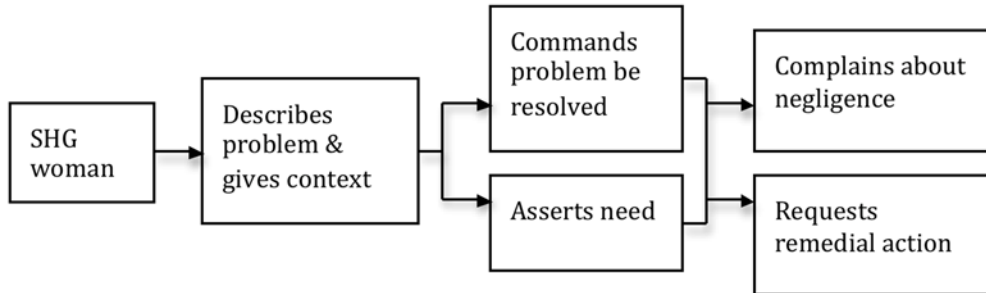 SHG
woman
Describes
problem &
gives context
Commands
problem be
resolved
Asserts need
Complains about
negligence
Requests
remedial action